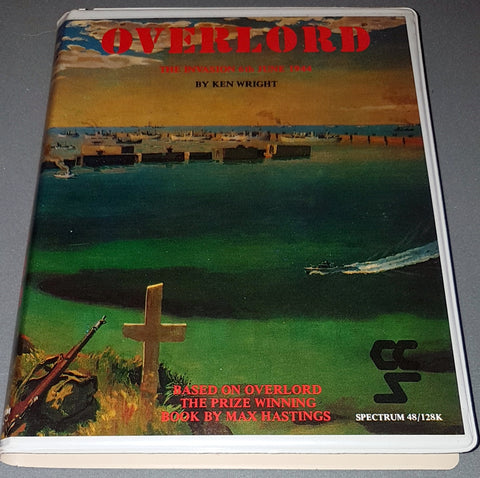 OVERLORD
THE INVASION 6th JUNE 1944
BY KEN WRIGHT
BASED ON OVERLORD
THE PRIZE WINNING
BOOK BY MAX HASTINGS
CCS
SPECTRUM 48/128K